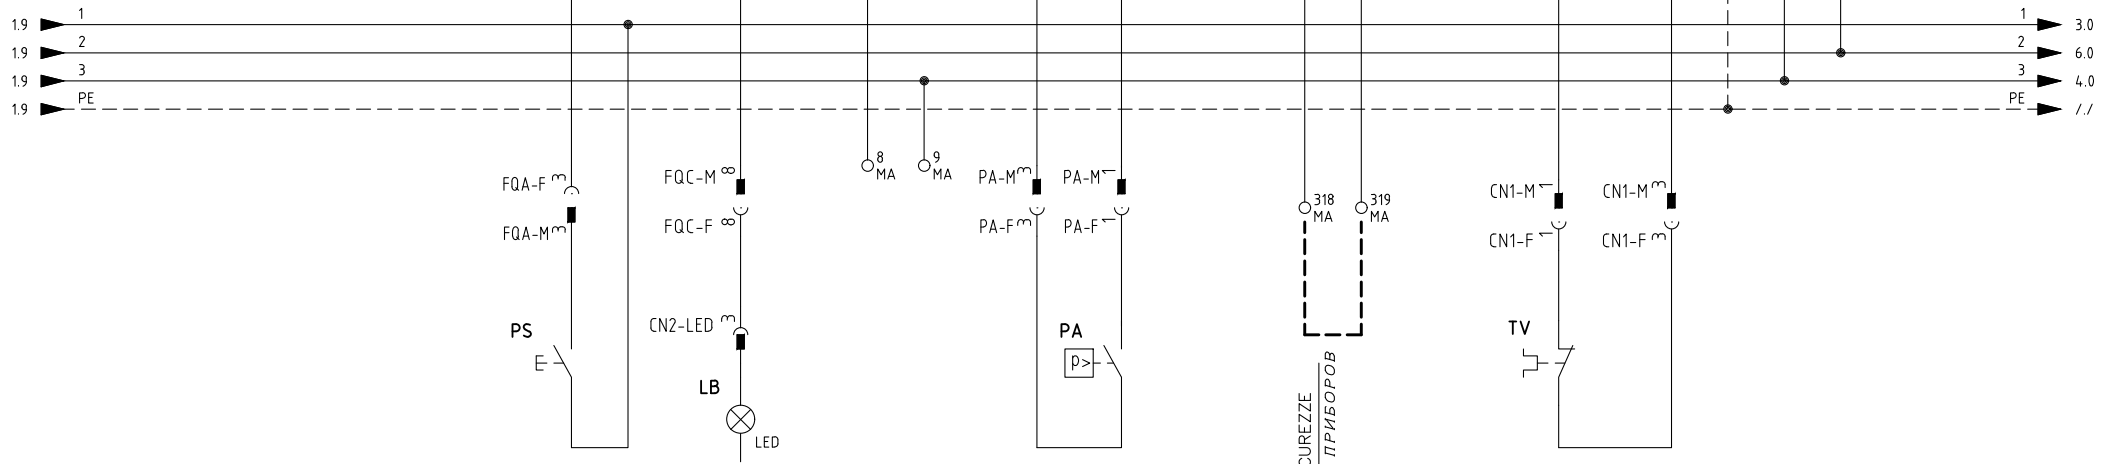 1.9 1 1 3.0
1.9 2 2 6.0
1.9 3 3 4.0
1.9 PE PE /./
8
MA
9
MA
FQA-F 3
FQA-M 3
FQC-M 8
FQC-F 8
PA-M 3
PA-F 3
PA-M 1
PA-F 1
318
MA
319
MA
CN1-M 1
CN1-F 1
CN1-M 3
CN1-F 3
PS
CN2-LED 3
LB
LED
PA
P>
CUREZZE
ПРИБОРОВ
TV